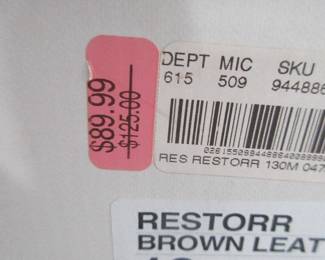 $89.99
$125.00
DEPT MIC SKU
615 509 944886
RES RESTORR 130M 047
RESTORR
BROWN LEAT